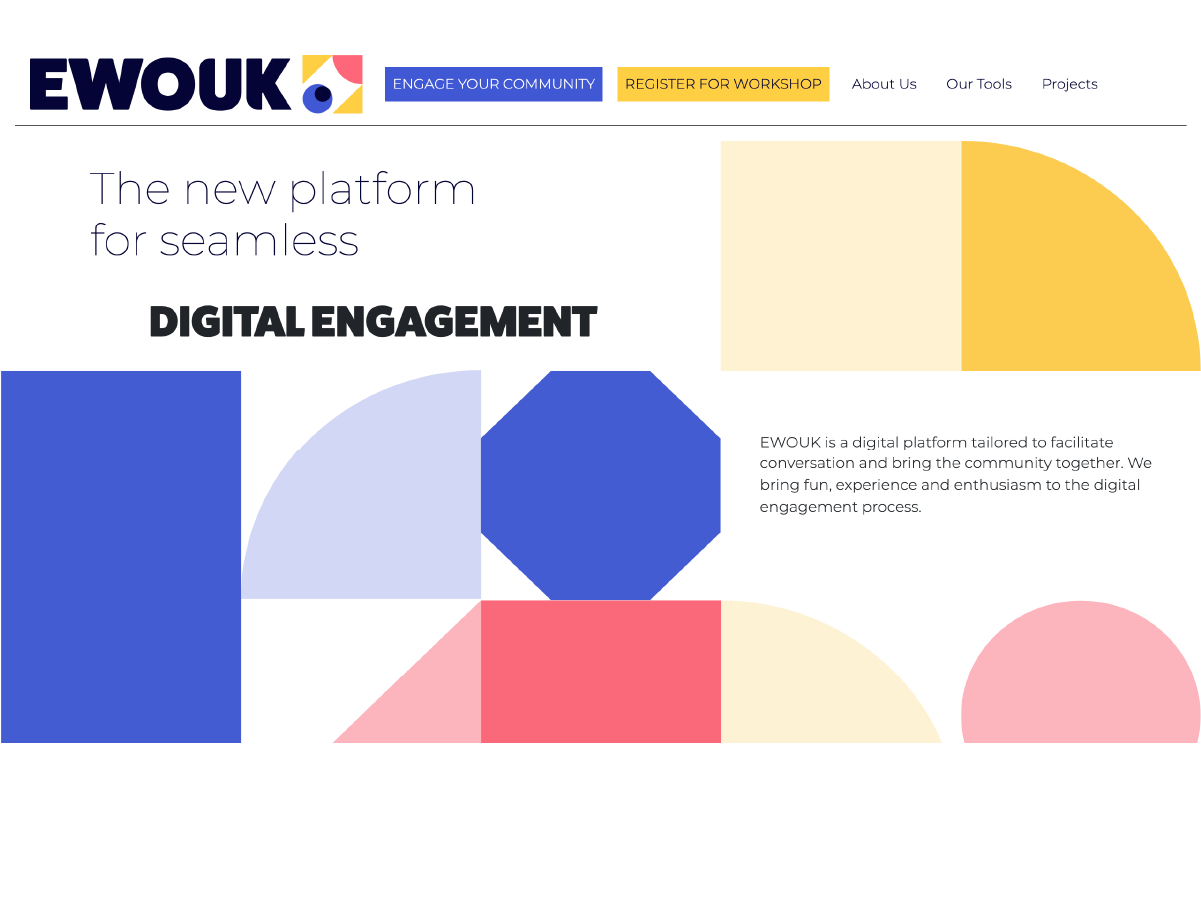 EWOUK
ENGAGE YOUR COMMUNITY
REGISTER FOR WORKSHOP
About Us
Our Tools
Projects
The new platform
for seamless
DIGITAL ENGAGEMENT
EWOUK is a digital platform tailored to facilitate
conversation and bring the community together. We
bring fun, experience and enthusiasm to the digital
engagement process.